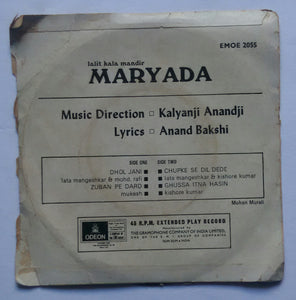 EMOE 2055
lalit kala mandir
MARYADA
Music Direction □ Kalyanji Anandji
Lyrics □ Anand Bakshi
SIDE ONE
DHOL JANI
lata mangeshkar & mohd. rafi
ZUBAN PE DARD
mukesh
SIDE TWO
CHUPKE SE DIL DEDE
lata mangeshkar & kishore kumar
GHUSSA ITNA HASIN
kishore kumar
Mohan Murali
ODEON
45 R.P.M. EXTENDED PLAY RECORD
THE GRAMOPHONE COMPANY OF INDIA LIMITED,